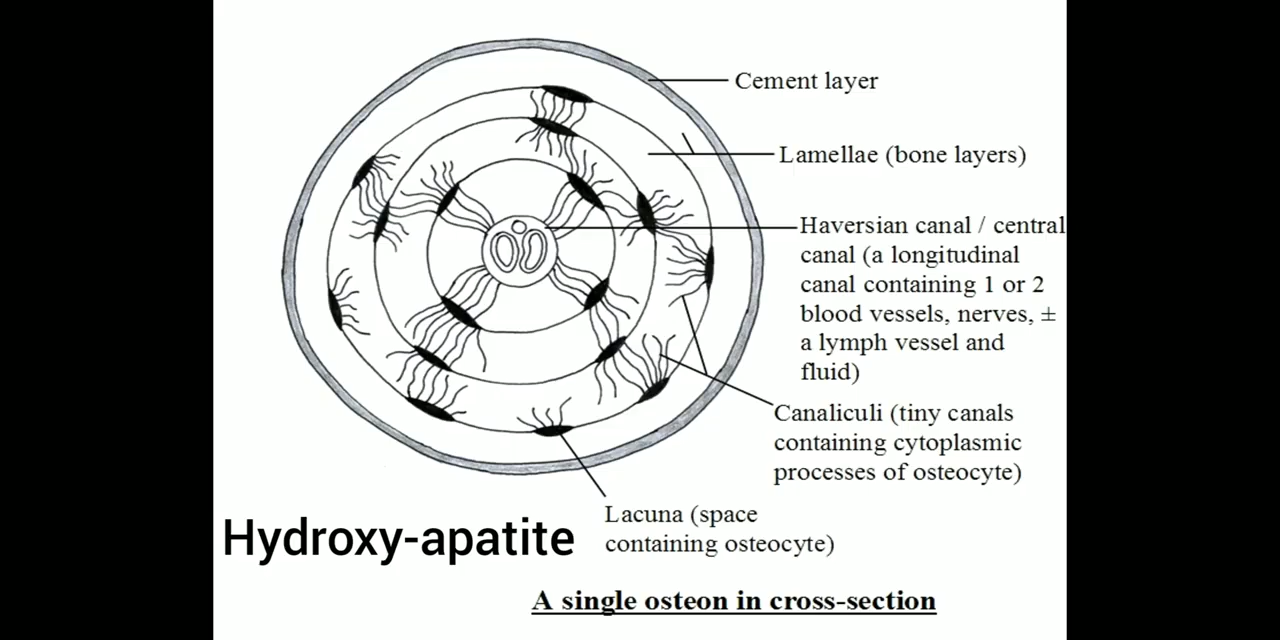 Cement layer
Lamellae (bone layers)
Haversian canal / central
canal (a longitudinal
canal containing 1 or 2
blood vessels, nerves, ±
a lymph vessel and
fluid)
Canaliculi (tiny canals
containing cytoplasmic
processes of osteocyte)
Lacuna (space
containing osteocyte)
Hydroxy-apatite
A single osteon in cross-section